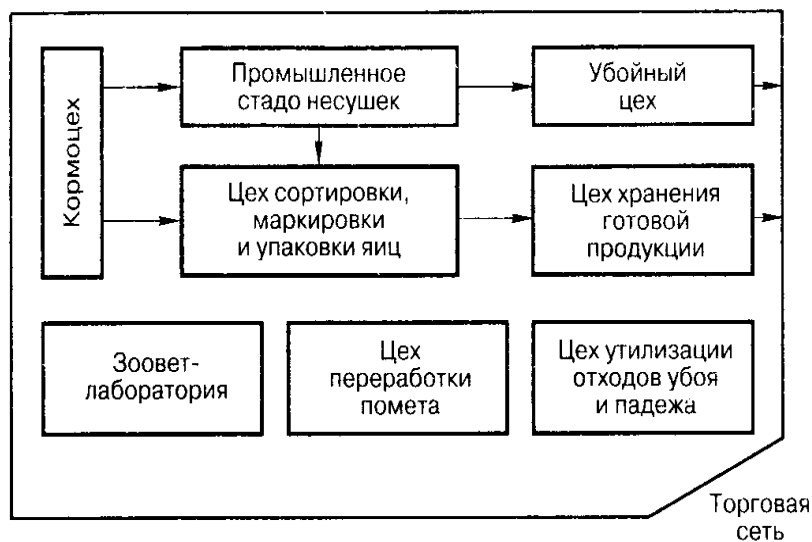 Кормоцех
Промышленное
стадо несушек
Убойный
цех
Цех сортировки,
маркировки
и упаковки яиц
Цех хранения
готовой
продукции
Зоовет-
лаборатория
Цех
переработки
помета
Цех утилизации
отходов убоя
и падежа
Торговая
сеть